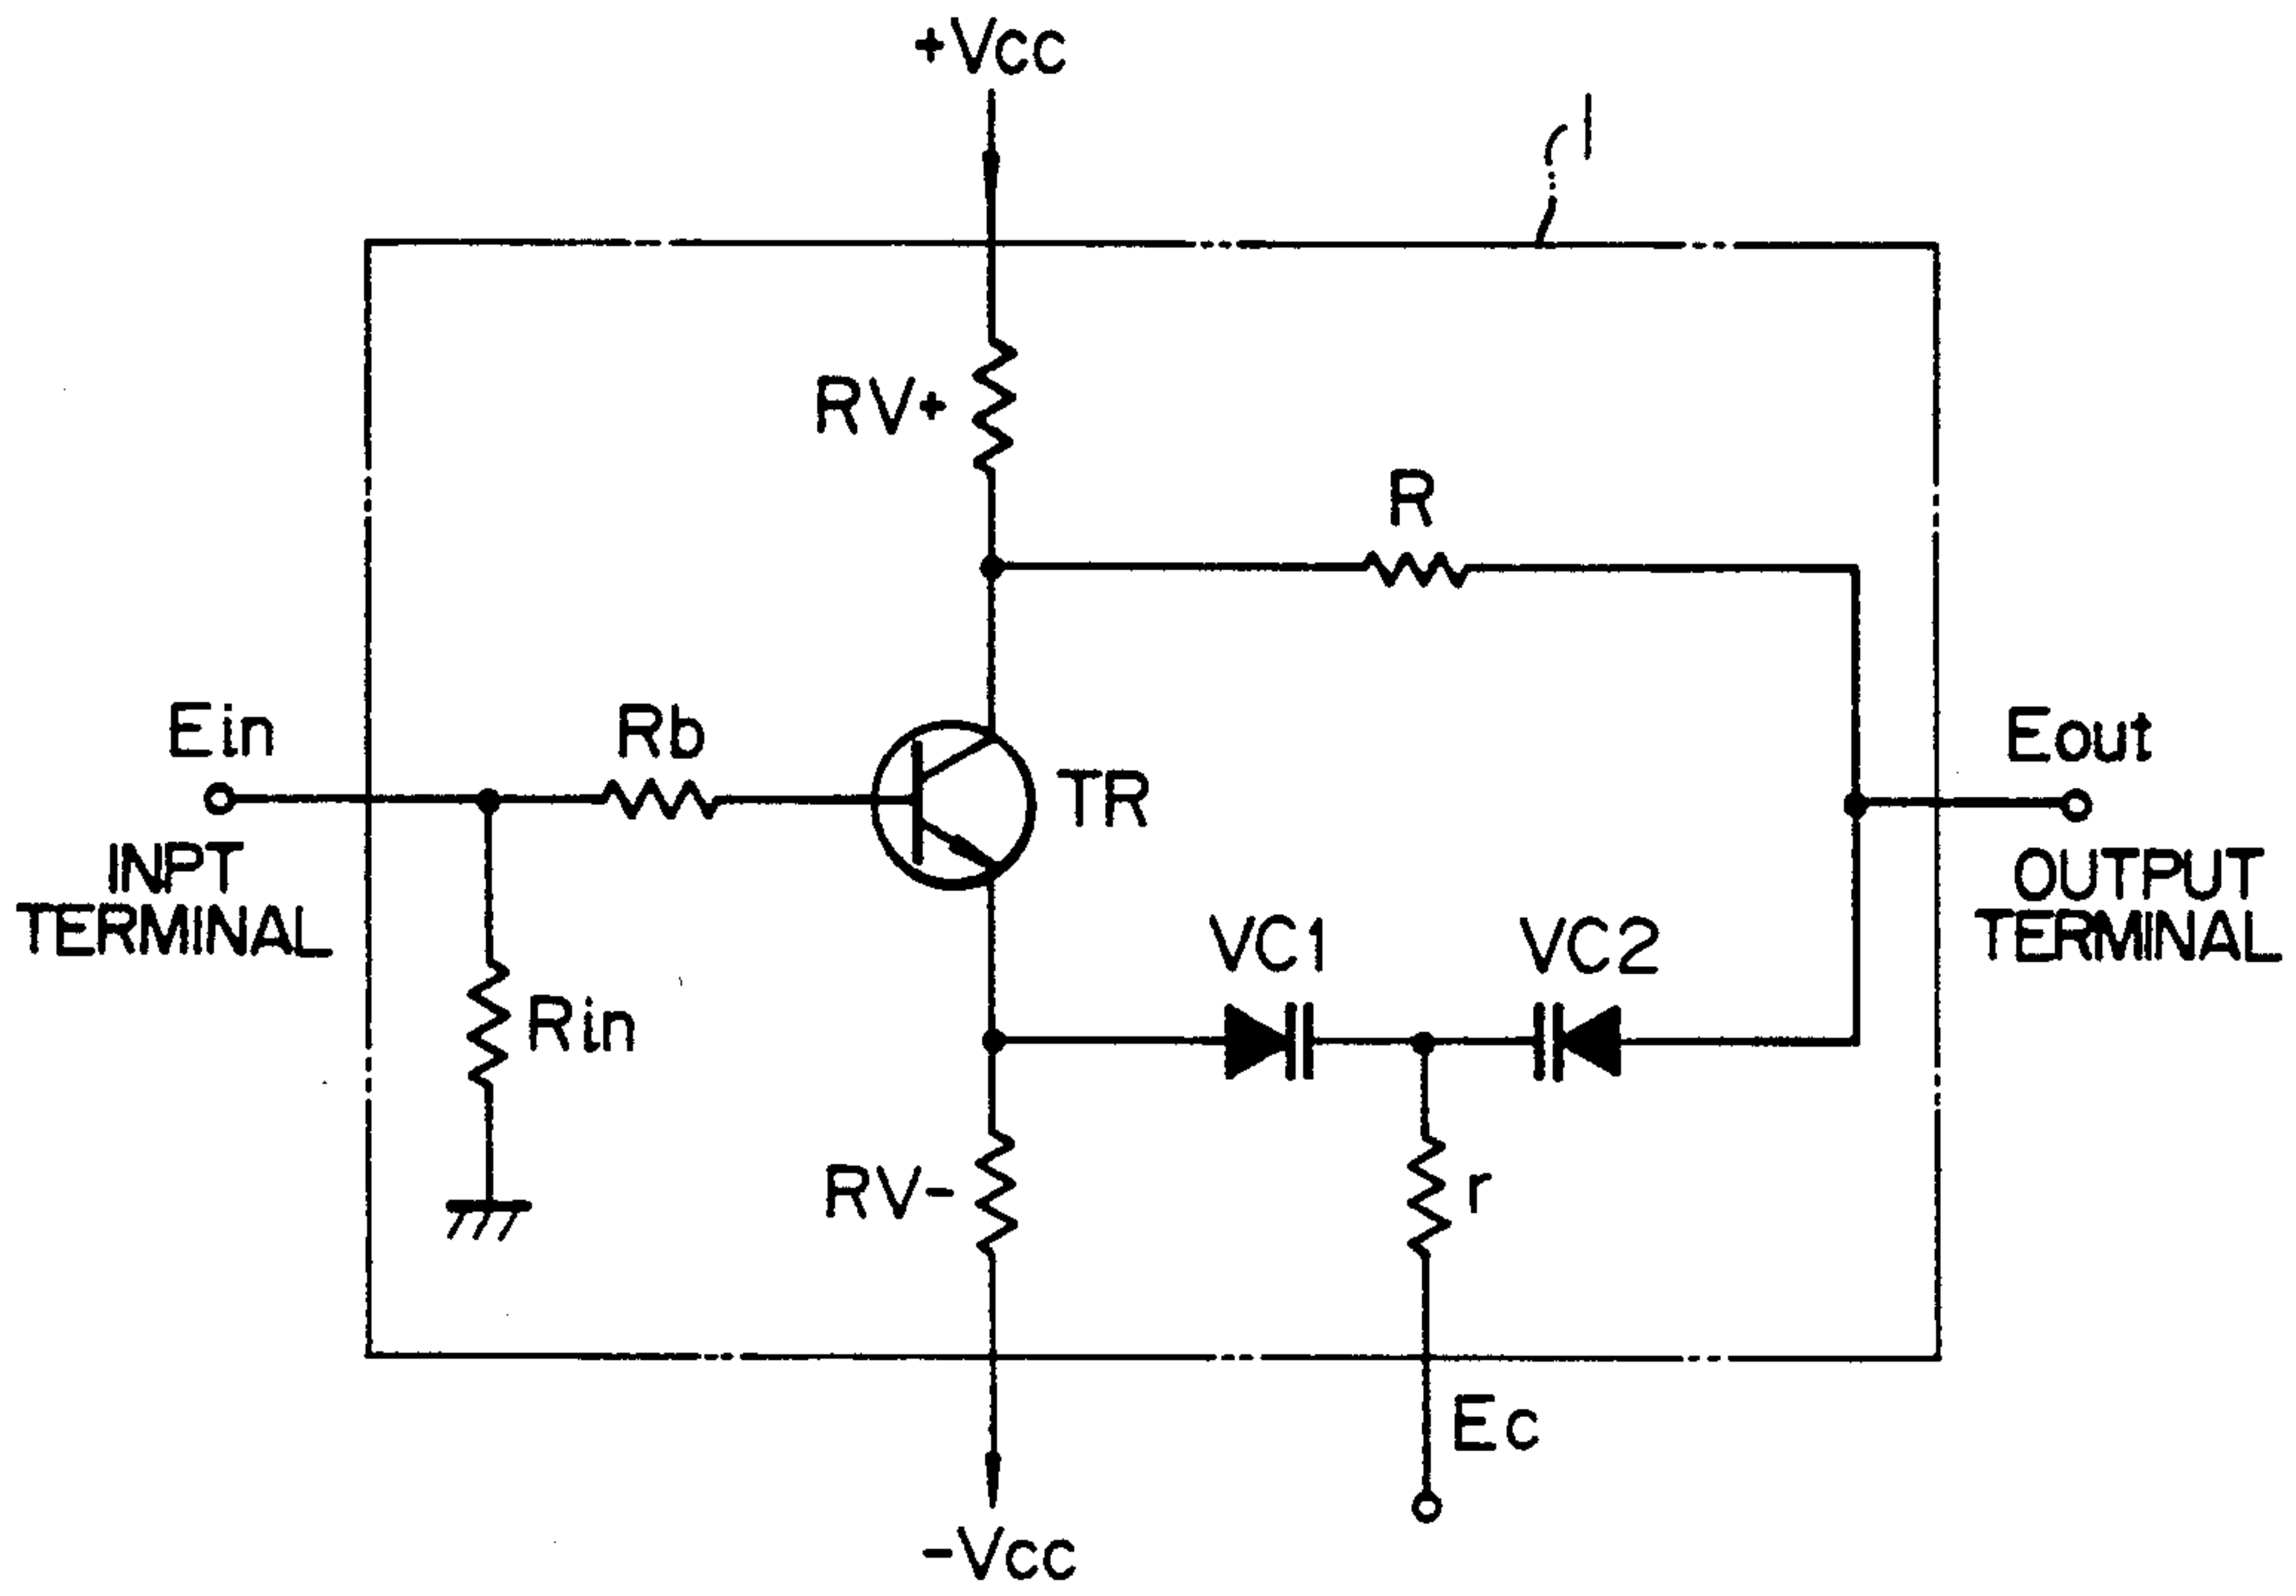 +Vcc
1
RV+
R
Ein
Rb
TR
Eout
INPT
TERMINAL
OUTPUT
TERMINAL
VC1
VC2
Rin
RV-
r
Ec
-Vcc